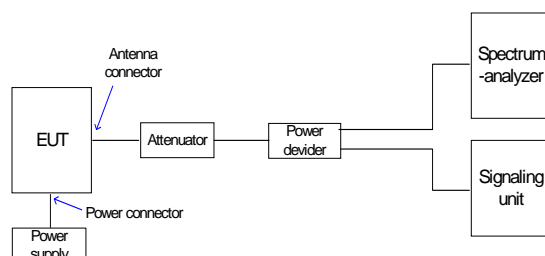 Antenna
connector
Spectrum
-analyzer
EUT
Attenuator
Power
devider
Signaling
unit
Power connector
Power
supply